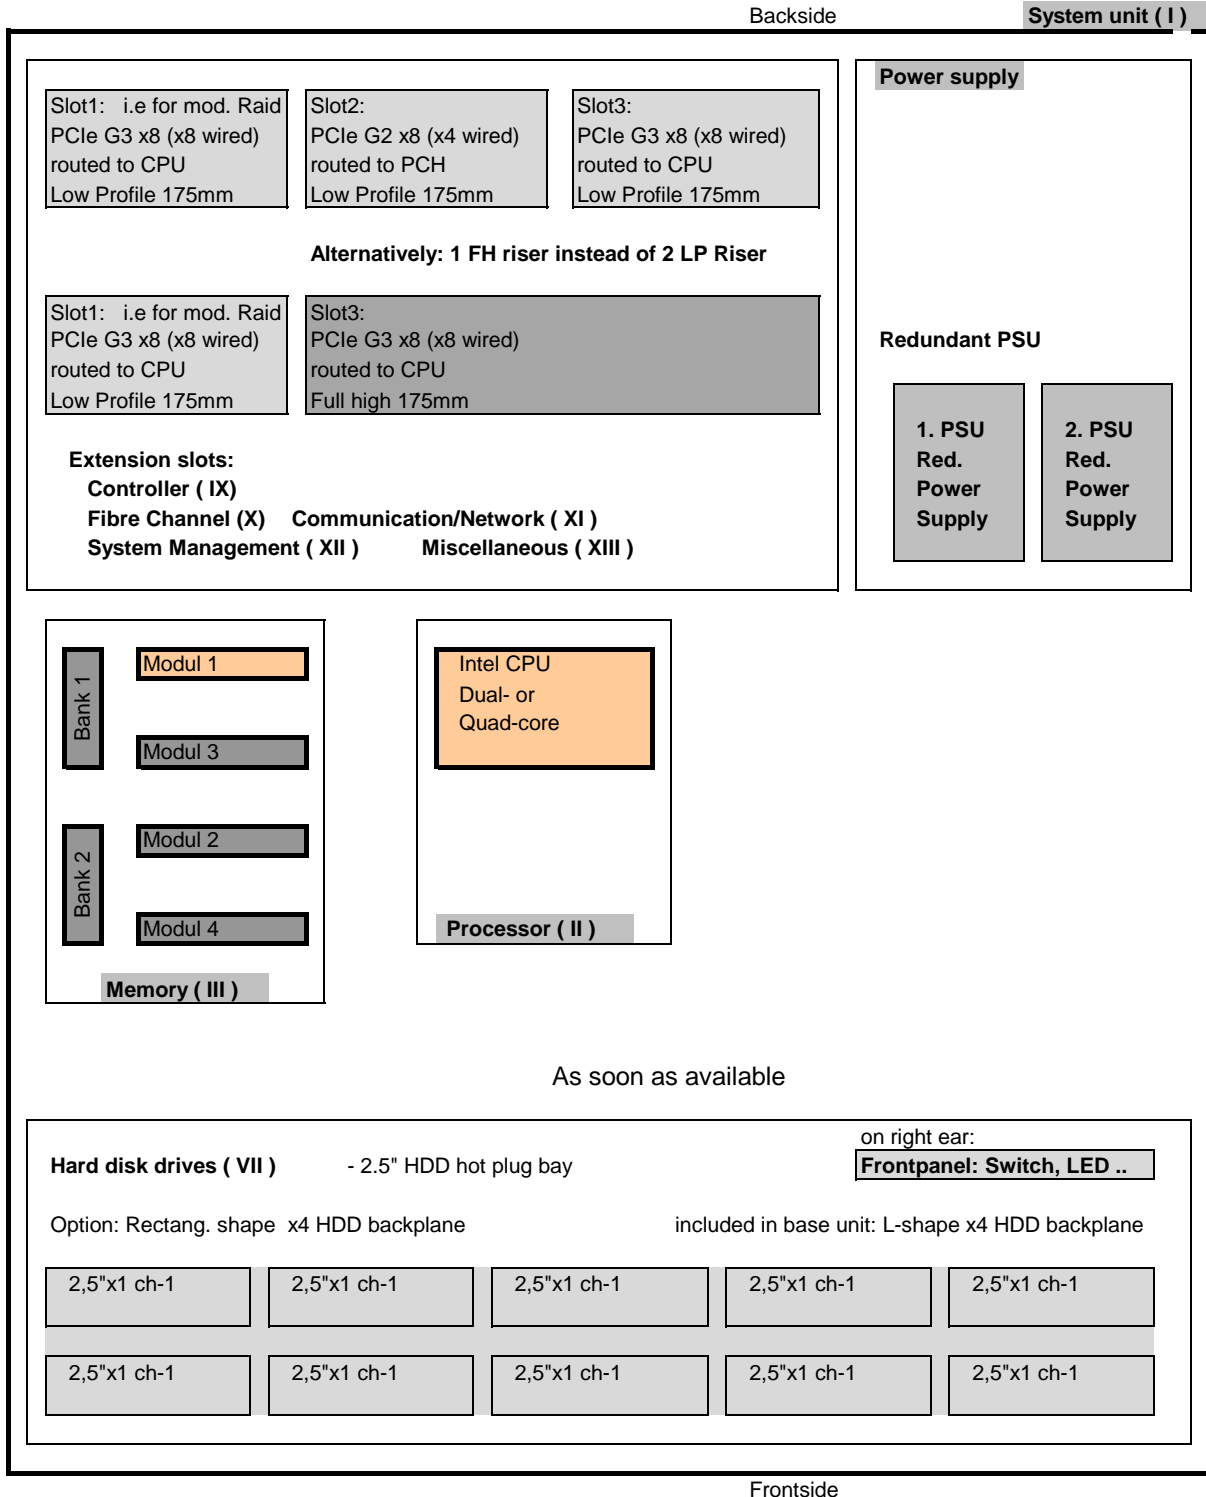 Backside
System unit ( I )
Power supply
Slot1: i.e for mod. Raid
PCIe G3 x8 (x8 wired)
routed to CPU
Low Profile 175mm
Slot2:
PCIe G2 x8 (x4 wired)
routed to PCH
Low Profile 175mm
Slot3:
PCIe G3 x8 (x8 wired)
routed to CPU
Low Profile 175mm
Alternatively: 1 FH riser instead of 2 LP Riser
Slot1: i.e for mod. Raid
PCIe G3 x8 (x8 wired)
routed to CPU
Low Profile 175mm
Slot3:
PCIe G3 x8 (x8 wired)
routed to CPU
Full high 175mm
Redundant PSU
1. PSU
Red.
Power
Supply
2. PSU
Red.
Power
Supply
Extension slots:
Controller ( IX)
Fibre Channel (X) Communication/Network ( XI )
System Management ( XII ) Miscellaneous ( XIII )
Bank 1
Modul 1
Modul 3
Bank 2
Modul 2
Modul 4
Memory ( III )
Intel CPU
Dual- or
Quad-core
Processor ( II )
As soon as available
on right ear:
Hard disk drives ( VII ) - 2.5" HDD hot plug bay
Frontpanel: Switch, LED ..
Option: Rectang. shape x4 HDD backplane
included in base unit: L-shape x4 HDD backplane
2,5"x1 ch-1 2,5"x1 ch-1 2,5"x1 ch-1 2,5"x1 ch-1 2,5"x1 ch-1
2,5"x1 ch-1 2,5"x1 ch-1 2,5"x1 ch-1 2,5"x1 ch-1 2,5"x1 ch-1
Frontside